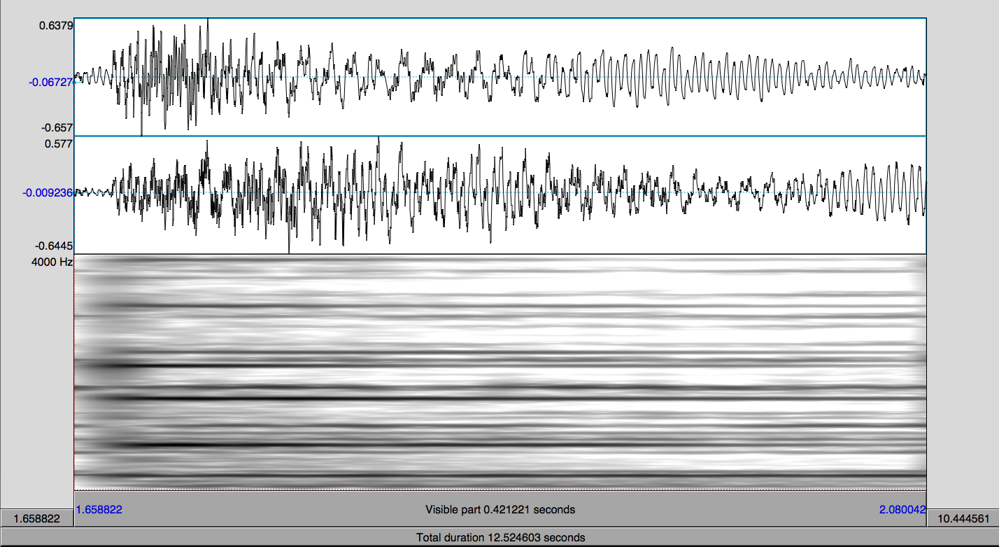 0.6379
-0.06727
-0.657
0.577
-0.009236
-0.6445
4000 Hz
1.658822 Visible part 0.421221 seconds 2.080042
1.658822 10.444561
Total duration 12.524603 seconds